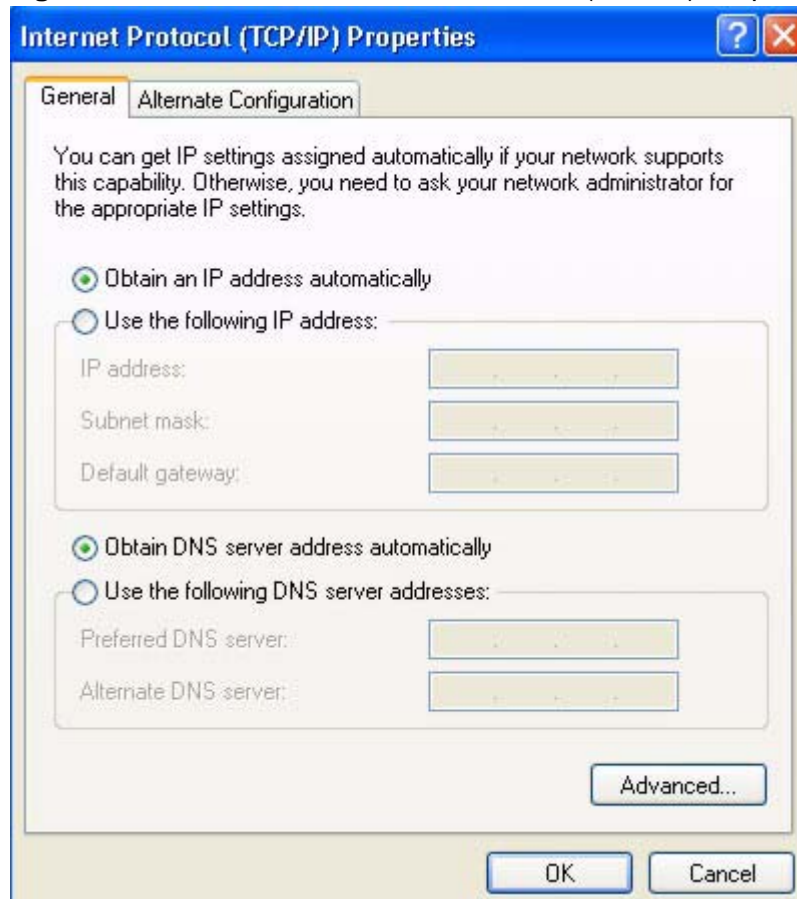 Internet Protocol (TCP/IP) Properties
General
Alternate Configuration
You can get IP settings assigned automatically if your network supports
this capability. Otherwise, you need to ask your network administrator for
the appropriate IP settings.
Obtain an IP address automatically
Use the following IP address:
IP address:
Subnet mask:
Default gateway:
Obtain DNS server address automatically
Use the following DNS server addresses:
Preferred DNS server:
Alternate DNS server:
Advanced...
OK
Cancel